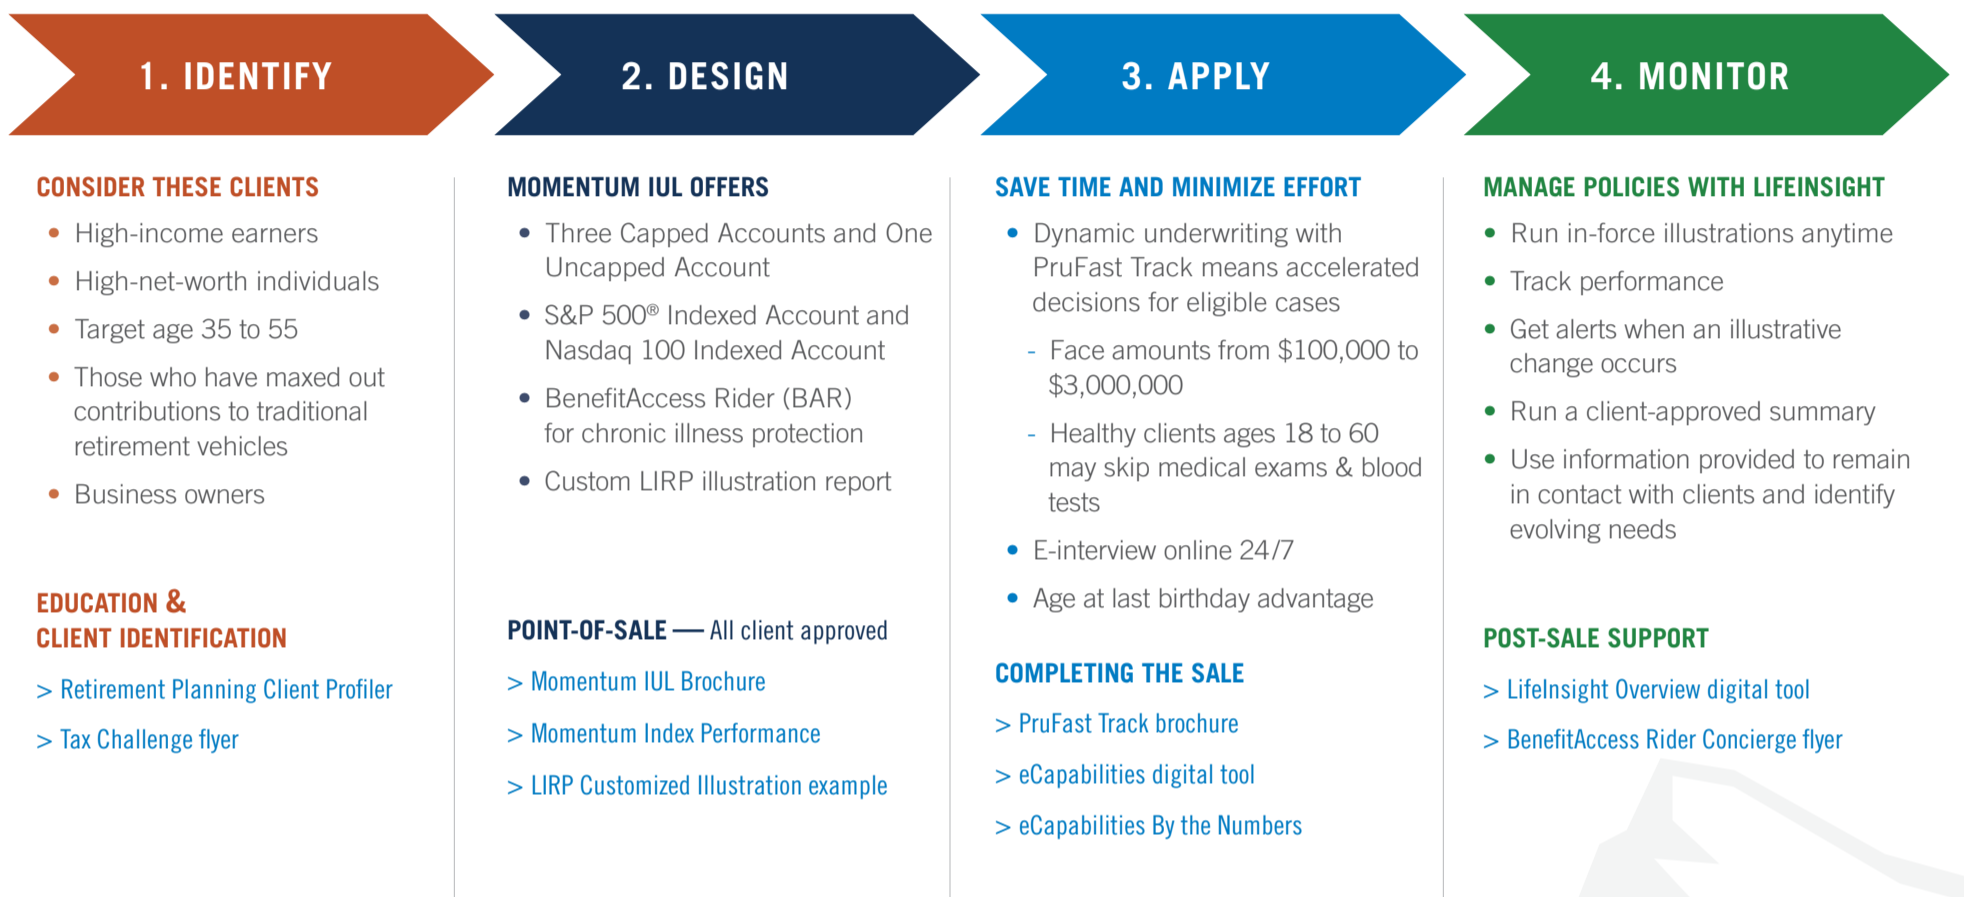 1. IDENTIFY
CONSIDER THESE CLIENTS
• High-income earners
• High-net-worth individuals
• Target age 35 to 55
• Those who have maxed out
contributions to traditional
retirement vehicles
• Business owners
EDUCATION &
CLIENT IDENTIFICATION
> Retirement Planning Client Profiler
> Tax Challenge flyer
2. DESIGN
MOMENTUM IUL OFFERS
• Three Capped Accounts and One
Uncapped Account
• S&P 500® Indexed Account and
Nasdaq 100 Indexed Account
• BenefitAccess Rider (BAR)
for chronic illness protection
• Custom LIRP illustration report
POINT-OF-SALE — All client approved
> Momentum IUL Brochure
> Momentum Index Performance
> LIRP Customized Illustration example
3. APPLY
SAVE TIME AND MINIMIZE EFFORT
• Dynamic underwriting with
PruFast Track means accelerated
decisions for eligible cases
- Face amounts from $100,000 to
$3,000,000
- Healthy clients ages 18 to 60
may skip medical exams & blood
tests
• E-interview online 24/7
• Age at last birthday advantage
COMPLETING THE SALE
> PruFast Track brochure
> eCapabilities digital tool
> eCapabilities By the Numbers
4. MONITOR
MANAGE POLICIES WITH LIFEINSIGHT
• Run in-force illustrations anytime
• Track performance
• Get alerts when an illustrative
change occurs
• Run a client-approved summary
• Use information provided to remain
in contact with clients and identify
evolving needs
POST-SALE SUPPORT
> LifeInsight Overview digital tool
> BenefitAccess Rider Concierge flyer